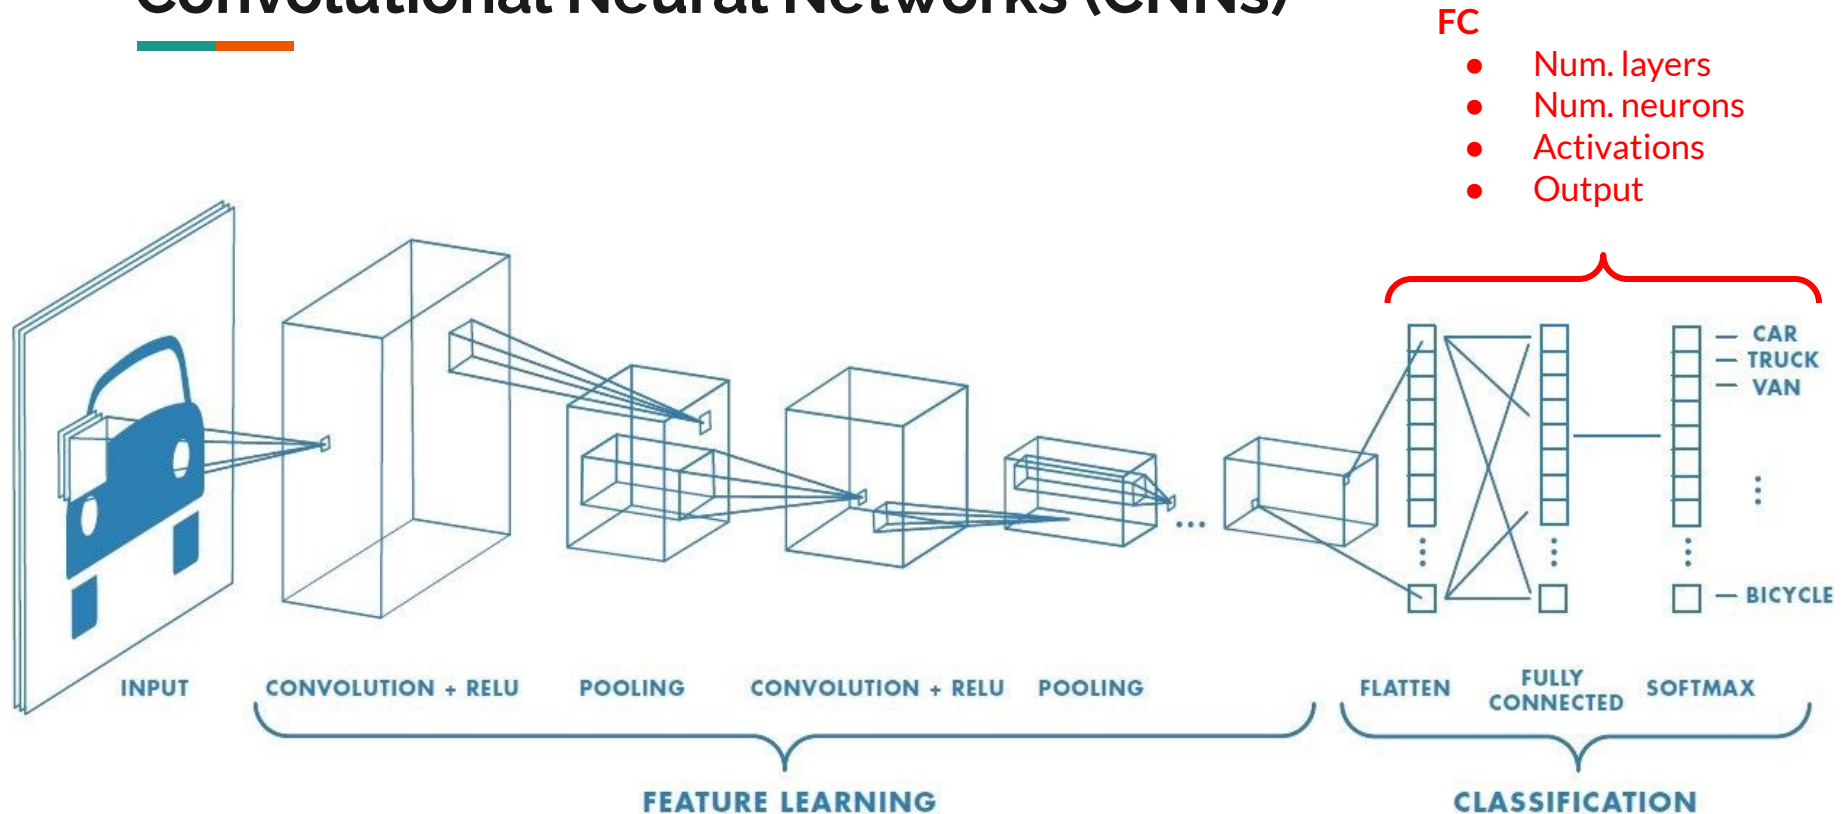 Convolutional Neural Networks (CNNs)
FC
● Num. layers
● Num. neurons
● Activations
● Output
CAR
TRUCK
VAN
BICYCLE
INPUT
CONVOLUTION + RELU
POOLING
CONVOLUTION + RELU
POOLING
FLATTEN
FULLY
CONNECTED
SOFTMAX
FEATURE LEARNING
CLASSIFICATION